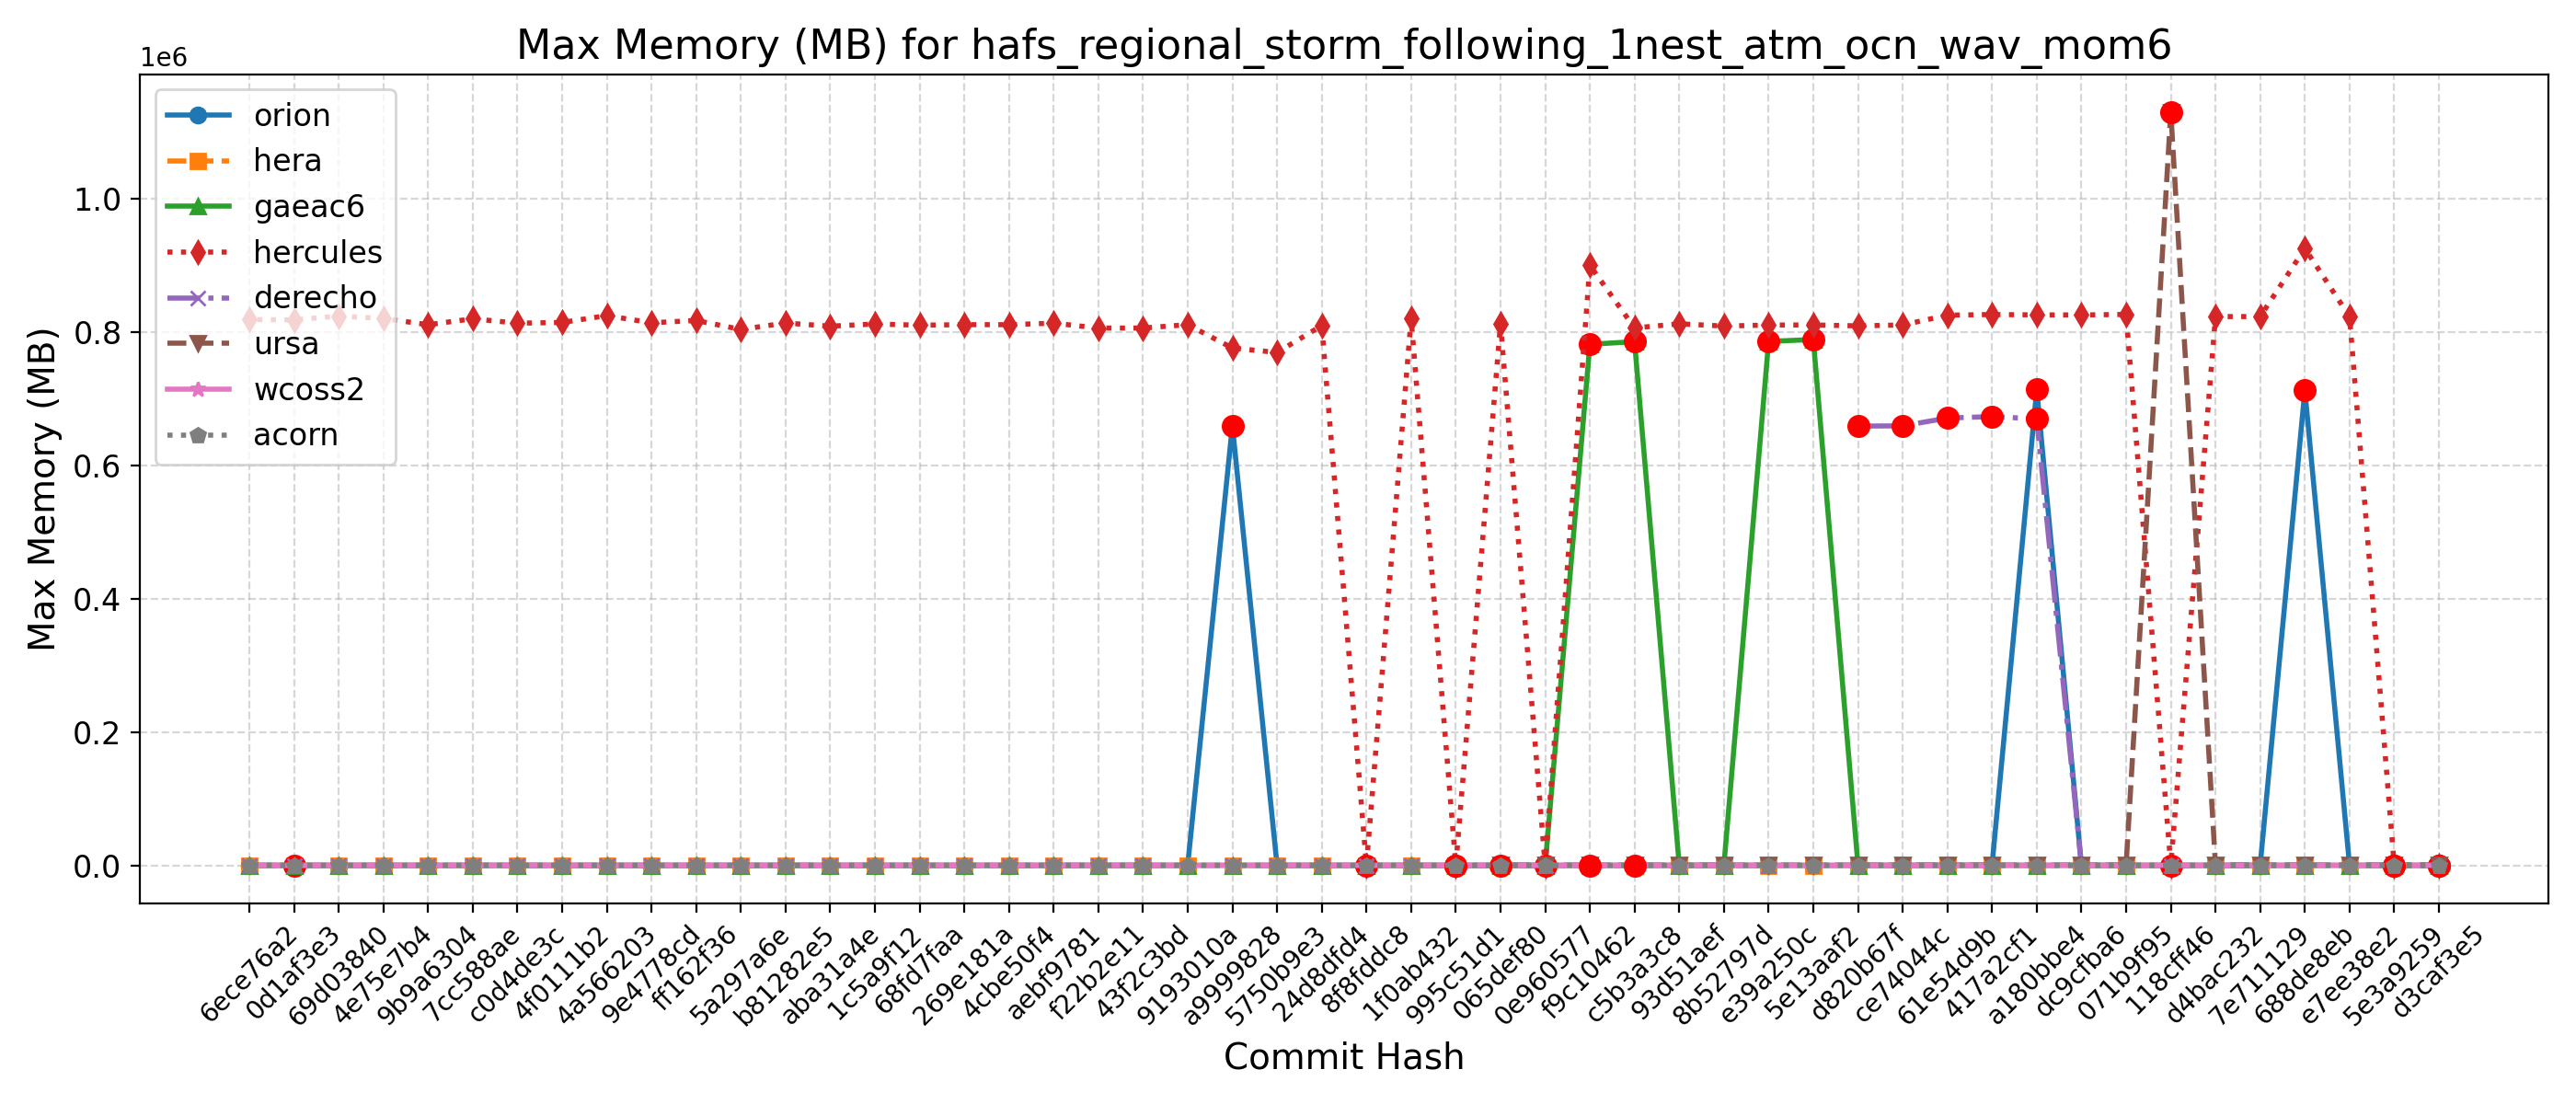 Max Memory (MB) for hafs_regional_storm_following_1nest_atm_ocn_wav_mom6
1e6
orion
hera
gaeac6
hercules
derecho
ursa
wcoss2
acorn
Max Memory (MB)
1.0
0.8
0.6
0.4
0.2
0.0
6ece76a2
0d1af3e3
69d03840
4e75e7b4
9b9a6304
7cc588ae
c0d4de3c
4f0111b2
4a566203
9e4778cd
ff162f36
5a297a6e
b81282e5
aba31a4e
1c5a9f12
68fd7faa
269e181a
4cbe50f4
aebf9781
f22b2e11
43f2c3bd
9193010a
a9999828
5750b9e3
24d8dfd4
8f8fddc8
1f0ab432
995c51d1
065def80
0e960577
f9c10462
c5b3a3c8
93d51aef
8b52797d
e39a250c
5e13aaf2
d820b67f
ce74044c
61e54d9b
417a2cf1
a180bbe4
dc9cfba6
071b9f95
118cff46
d4bac232
7e711129
688de8eb
e7ee38e2
5e3a9259
d3caf3e5
Commit Hash